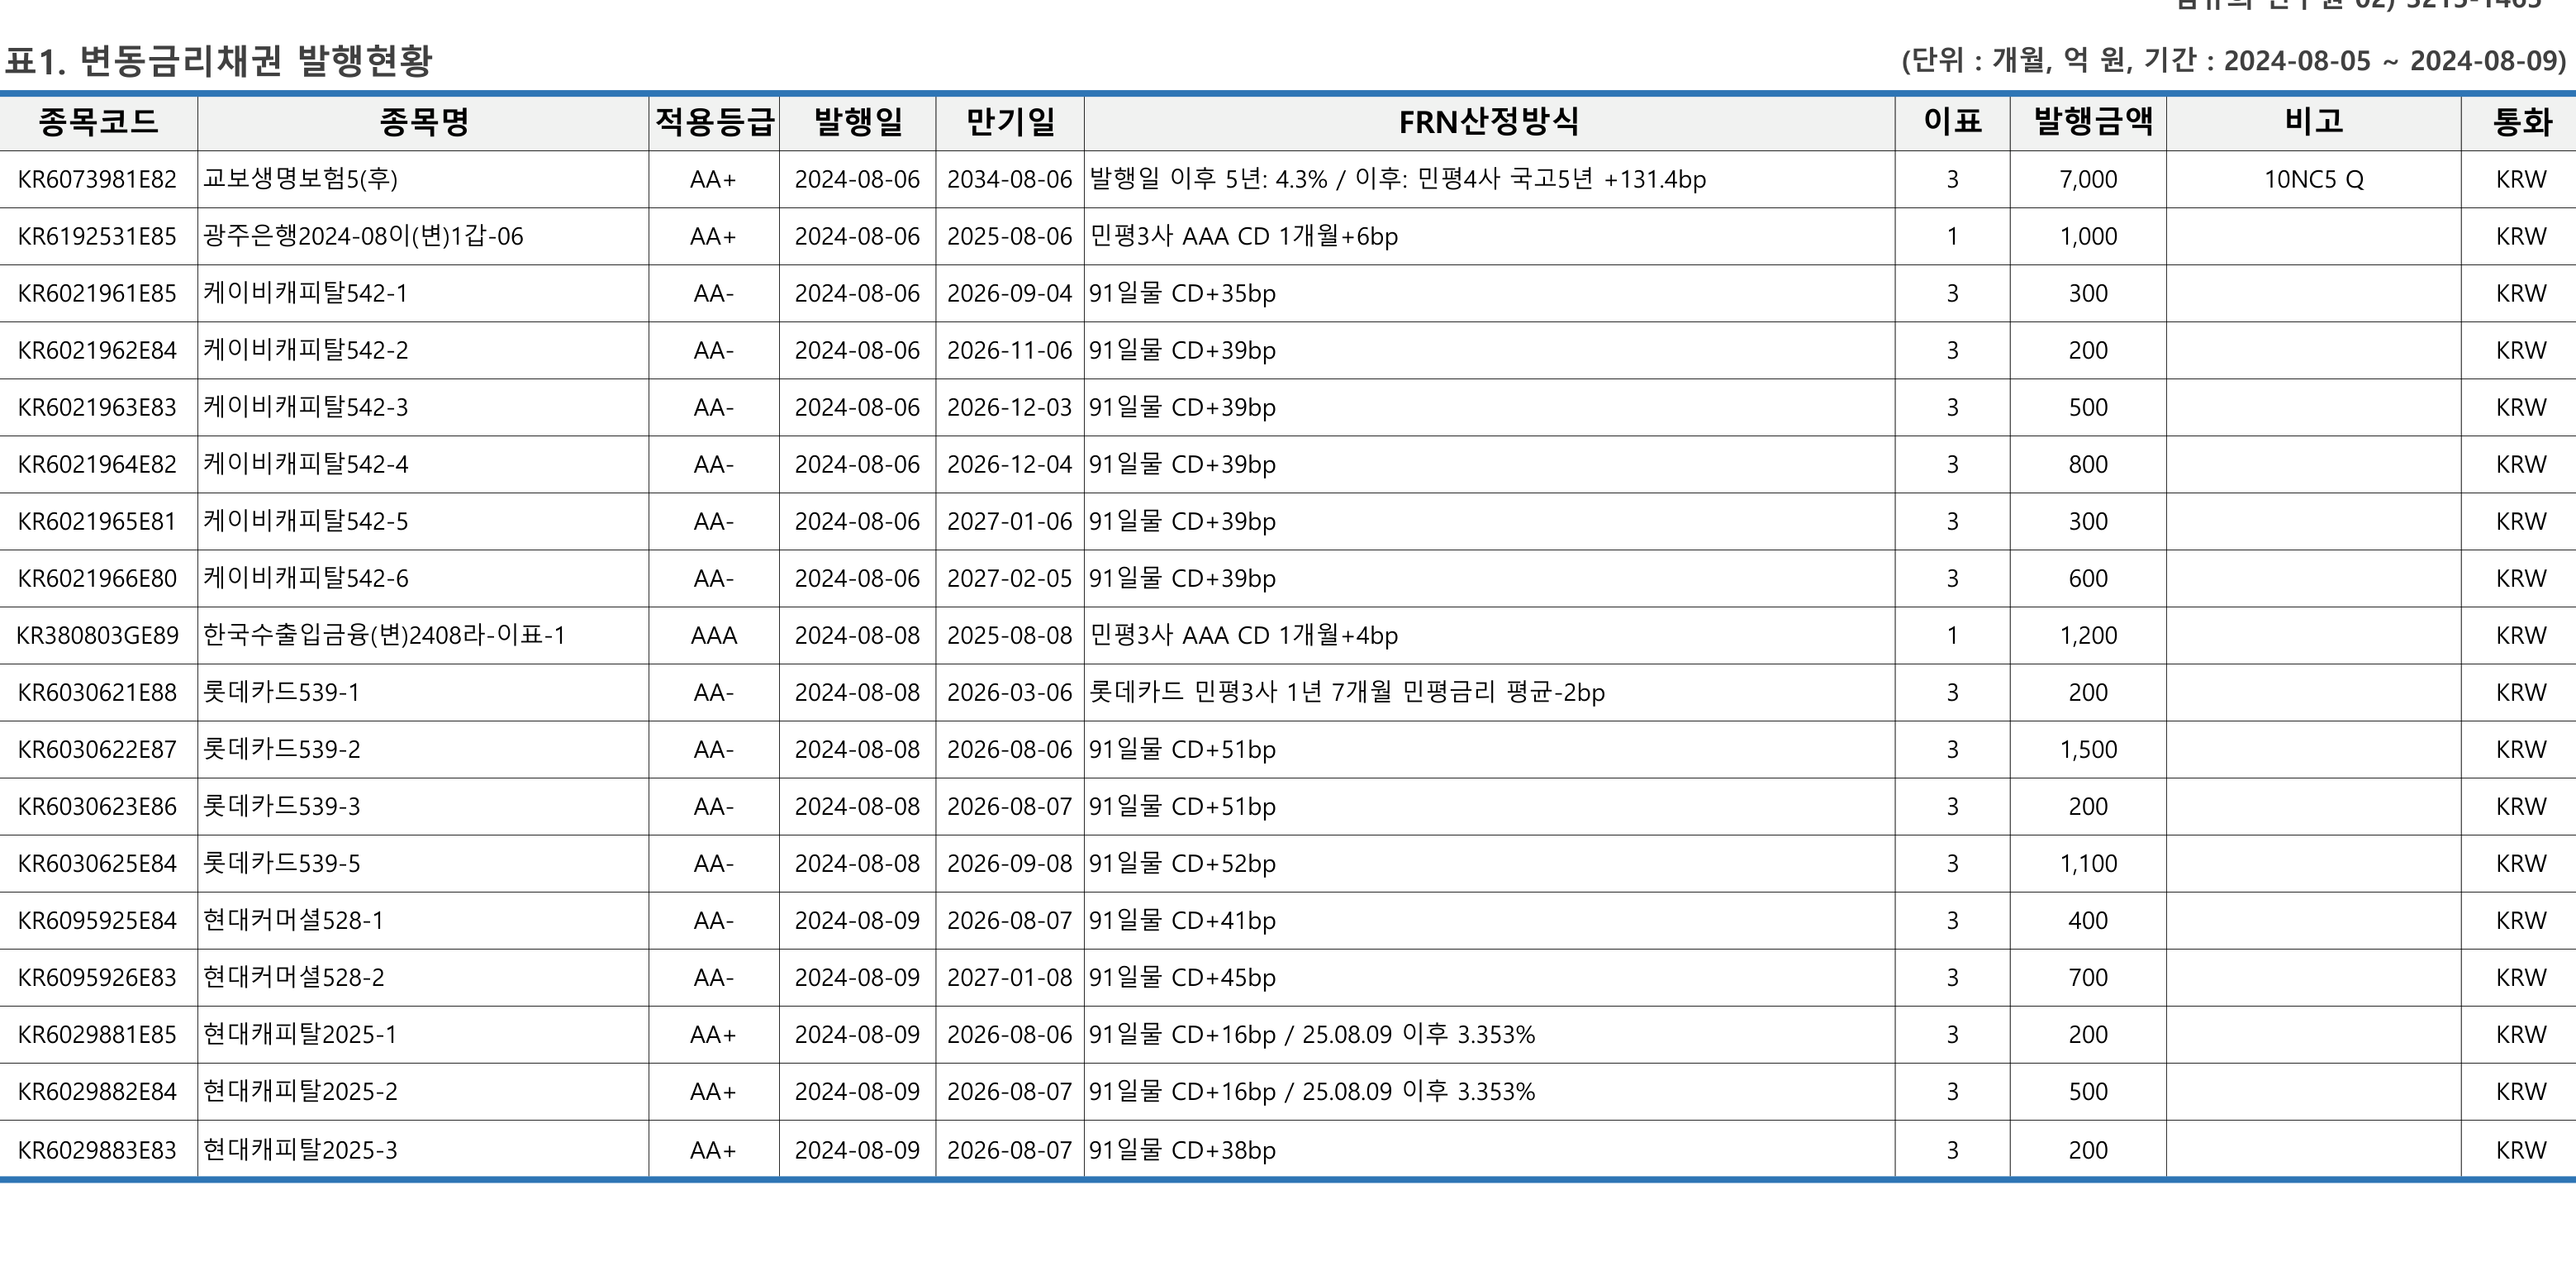 표1. 변동금리채권 발행현황 (단위 : 개월, 억 원, 기간 : 2024-08-05 ~ 2024-08-09)
종목코드 종목명 적용등급 발행일 만기일 FRN산정방식 이표 발행금액 비고 통화
KR6073981E82 교보생명보험5(후) AA+ 2024-08-06 2034-08-06 발행일 이후 5년: 4.3% / 이후: 민평4사 국고5년 +131.4bp 3 7,000 10NC5 Q KRW
KR6192531E85 광주은행2024-08이(변)1갑-06 AA+ 2024-08-06 2025-08-06 민평3사 AAA CD 1개월+6bp 1 1,000 KRW
KR6021961E85 케이비캐피탈542-1 AA- 2024-08-06 2026-09-04 91일물 CD+35bp 3 300 KRW
KR6021962E84 케이비캐피탈542-2 AA- 2024-08-06 2026-11-06 91일물 CD+39bp 3 200 KRW
KR6021963E83 케이비캐피탈542-3 AA- 2024-08-06 2026-12-03 91일물 CD+39bp 3 500 KRW
KR6021964E82 케이비캐피탈542-4 AA- 2024-08-06 2026-12-04 91일물 CD+39bp 3 800 KRW
KR6021965E81 케이비캐피탈542-5 AA- 2024-08-06 2027-01-06 91일물 CD+39bp 3 300 KRW
KR6021966E80 케이비캐피탈542-6 AA- 2024-08-06 2027-02-05 91일물 CD+39bp 3 600 KRW
KR380803GE89 한국수출입금융(변)2408라-이표-1 AAA 2024-08-08 2025-08-08 민평3사 AAA CD 1개월+4bp 1 1,200 KRW
KR6030621E88 롯데카드539-1 AA- 2024-08-08 2026-03-06 롯데카드 민평3사 1년 7개월 민평금리 평균-2bp 3 200 KRW
KR6030622E87 롯데카드539-2 AA- 2024-08-08 2026-08-06 91일물 CD+51bp 3 1,500 KRW
KR6030623E86 롯데카드539-3 AA- 2024-08-08 2026-08-07 91일물 CD+51bp 3 200 KRW
KR6030625E84 롯데카드539-5 AA- 2024-08-08 2026-09-08 91일물 CD+52bp 3 1,100 KRW
KR6095925E84 현대커머셜528-1 AA- 2024-08-09 2026-08-07 91일물 CD+41bp 3 400 KRW
KR6095926E83 현대커머셜528-2 AA- 2024-08-09 2027-01-08 91일물 CD+45bp 3 700 KRW
KR6029881E85 현대캐피탈2025-1 AA+ 2024-08-09 2026-08-06 91일물 CD+16bp / 25.08.09 이후 3.353% 3 200 KRW
KR6029882E84 현대캐피탈2025-2 AA+ 2024-08-09 2026-08-07 91일물 CD+16bp / 25.08.09 이후 3.353% 3 500 KRW
KR6029883E83 현대캐피탈2025-3 AA+ 2024-08-09 2026-08-07 91일물 CD+38bp 3 200 KRW